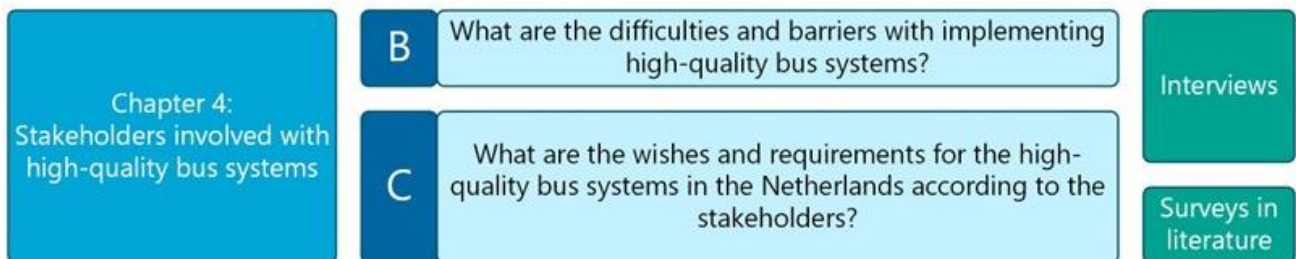 Chapter 4:
Stakeholders involved with
high-quality bus systems
B
What are the difficulties and barriers with implementing
high-quality bus systems?
C
What are the wishes and requirements for the high-
quality bus systems in the Netherlands according to the
stakeholders?
Interviews
Surveys in
literature